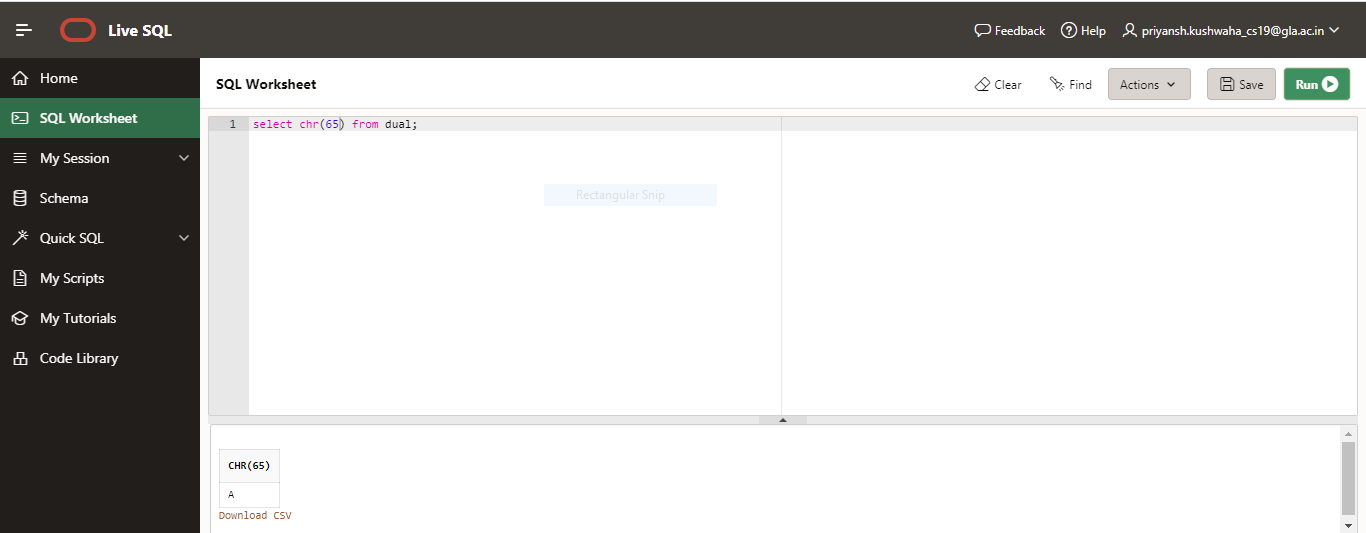 Live SQL
Feedback
Help
priyansh.kushwaha_cs19@gla.ac.in
Home
SQL Worksheet
My Session
Schema
Quick SQL
My Scripts
My Tutorials
Code Library
SQL Worksheet
Clear
Find
Actions
Save
Run
1 select chr(65) from dual;
Rectangular Snip
CHR(65)
A
Download CSV